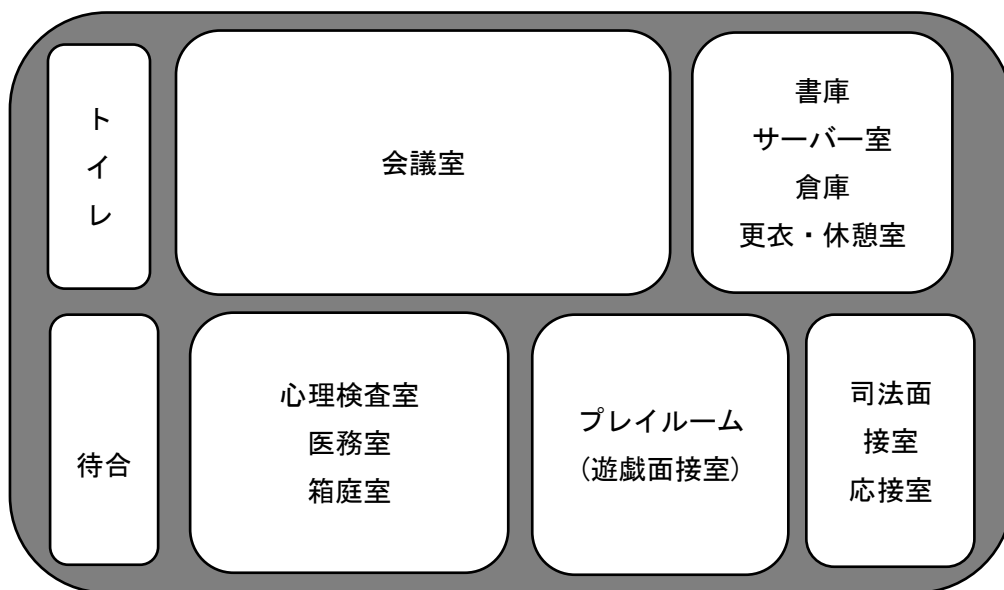 トイレ
会議室
書庫
サーバー室
倉庫
更衣・休憩室
待合
心理検査室
医務室
箱庭室
プレイルーム
(遊戯面接室)
司法面
接室
応接室